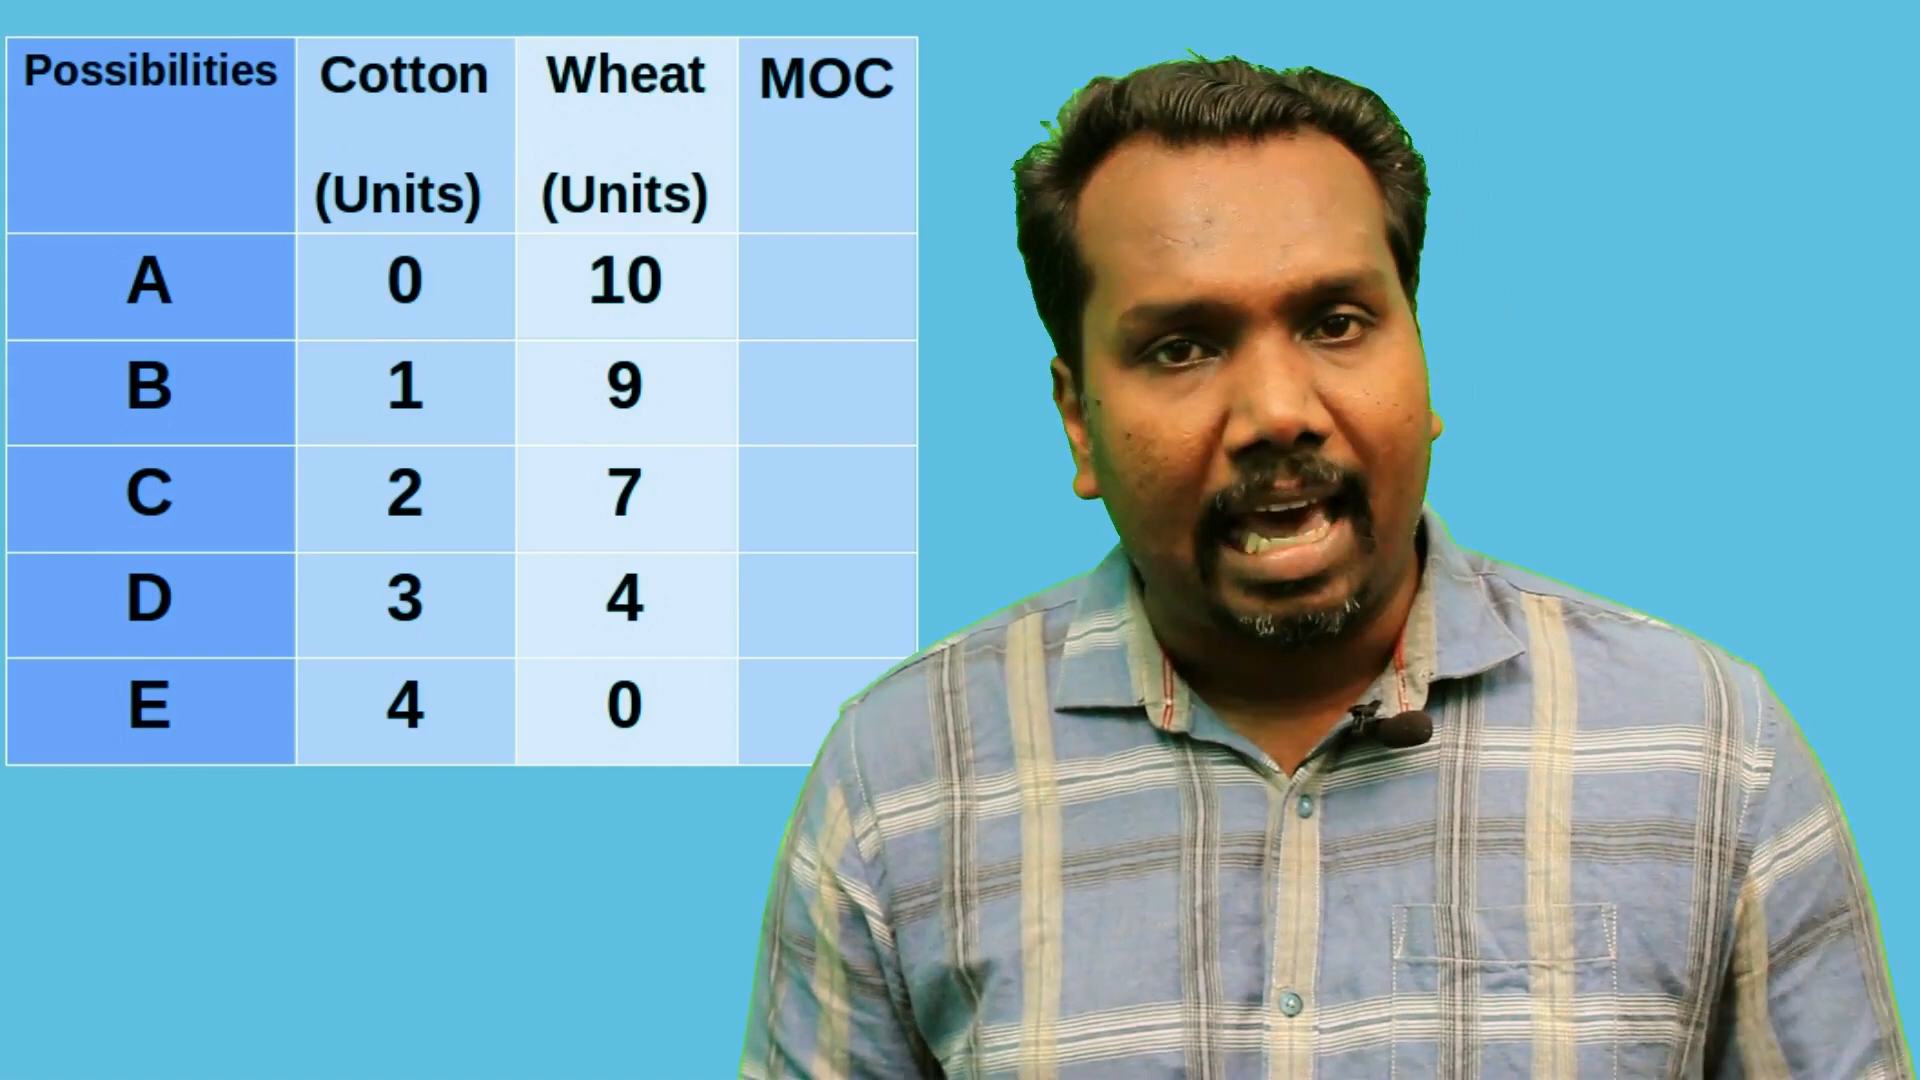 Possibilities Cotton (Units) Wheat (Units) MOC
A 0 10
B 1 9
C 2 7
D 3 4
E 4 0